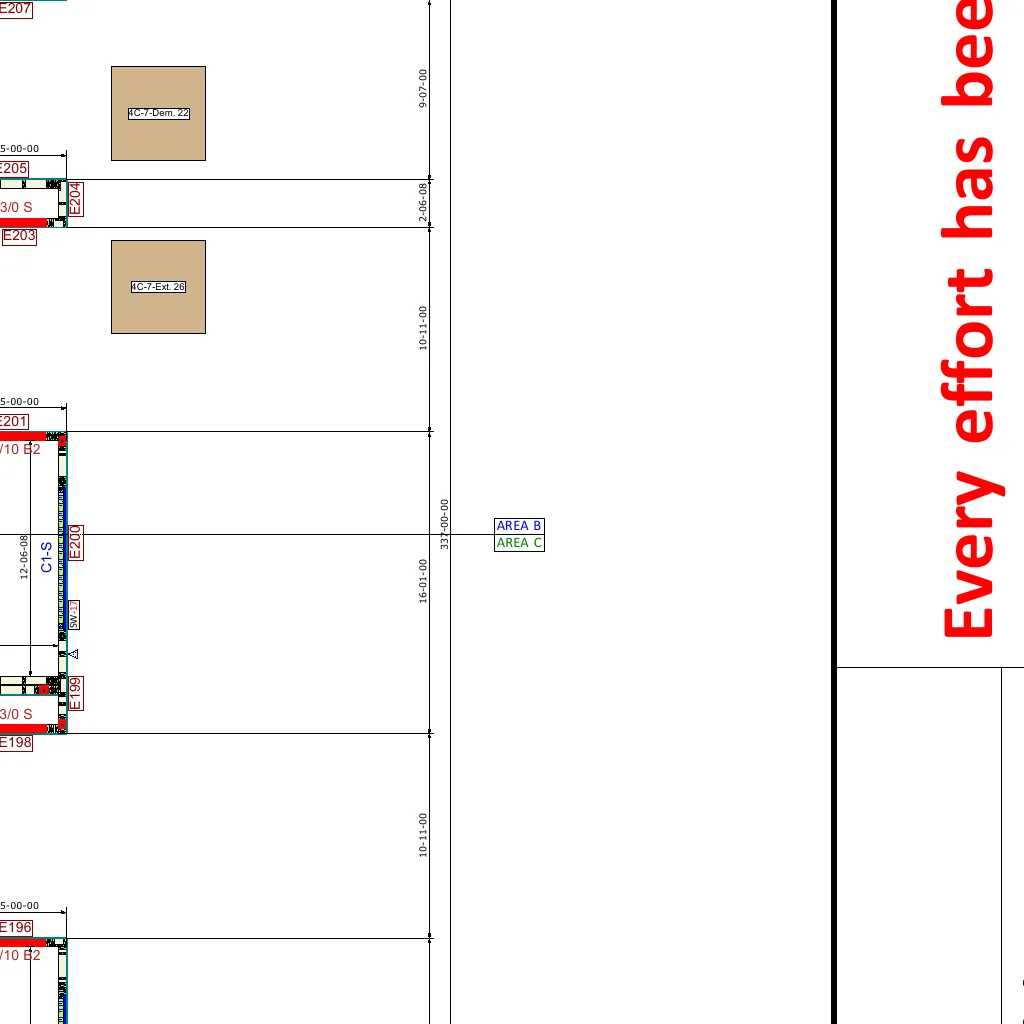 E207
9-07-00
4C-7-Dem. 22
5-00-00
E205
E204
2-06-08
3/0 S
E203
4C-7-Ext. 26
10-11-00
5-00-00
E201
/10 B2
337-00-00
AREA B
AREA C
E200
12-06-08
C1-S
16-01-00
SW-17
E199
3/0 S
E198
10-11-00
5-00-00
E196
/10 B2
Every effort has bee